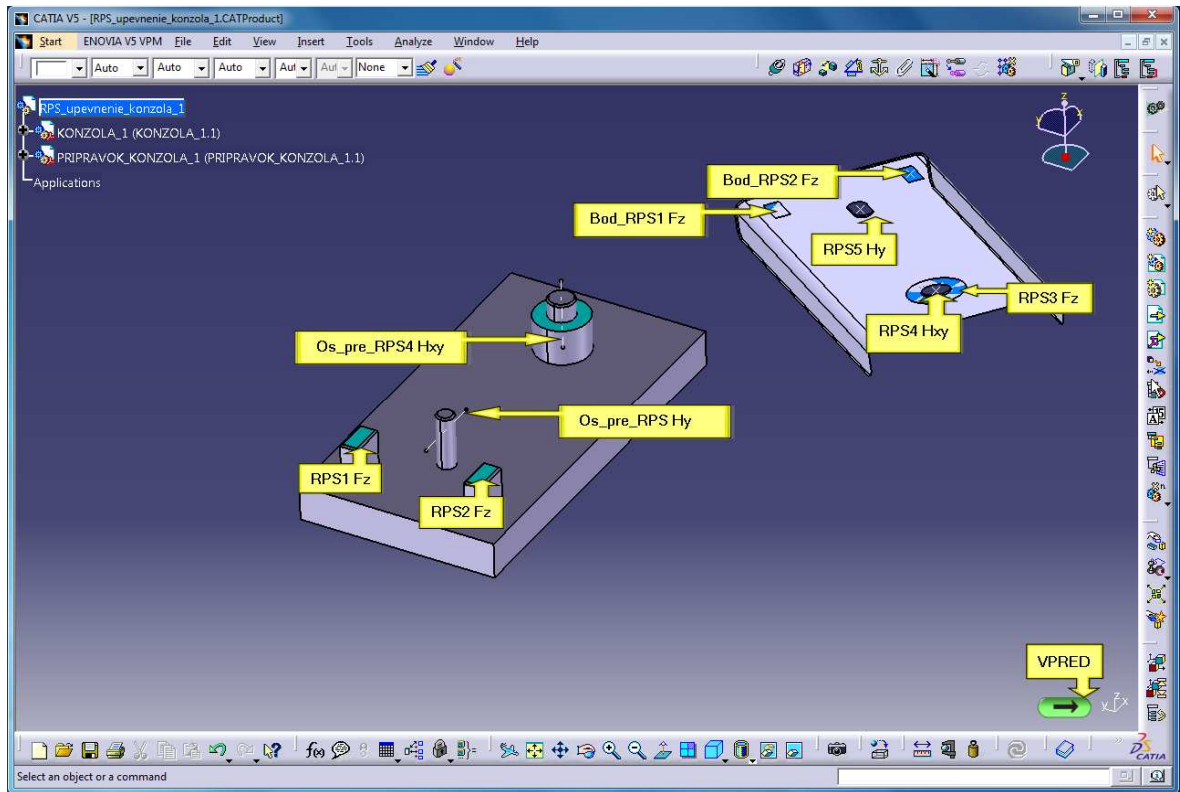 CATIA V5 - [RPS_upevnenie_konzola_1.CATProduct]
Start ENOVIA V5 VPM File Edit View Insert Tools Analyze Window Help
Auto Auto Auto Aut Aut None
RPS_upevnenie_konzola_1
KONZOLA_1 (KONZOLA_1.1)
PRIPRAVOK_KONZOLA_1 (PRIPRAVOK_KONZOLA_1.1)
Applications
z
y x
Bod_RPS2 Fz
Bod_RPS1 Fz
RPS5 Hy
RPS3 Fz
RPS4 Hxy
Os_pre_RPS4 Hxy
Os_pre_RPS Hy
RPS1 Fz
RPS2 Fz
VPRED
z
y x
f(x)
CATIA
Select an object or a command